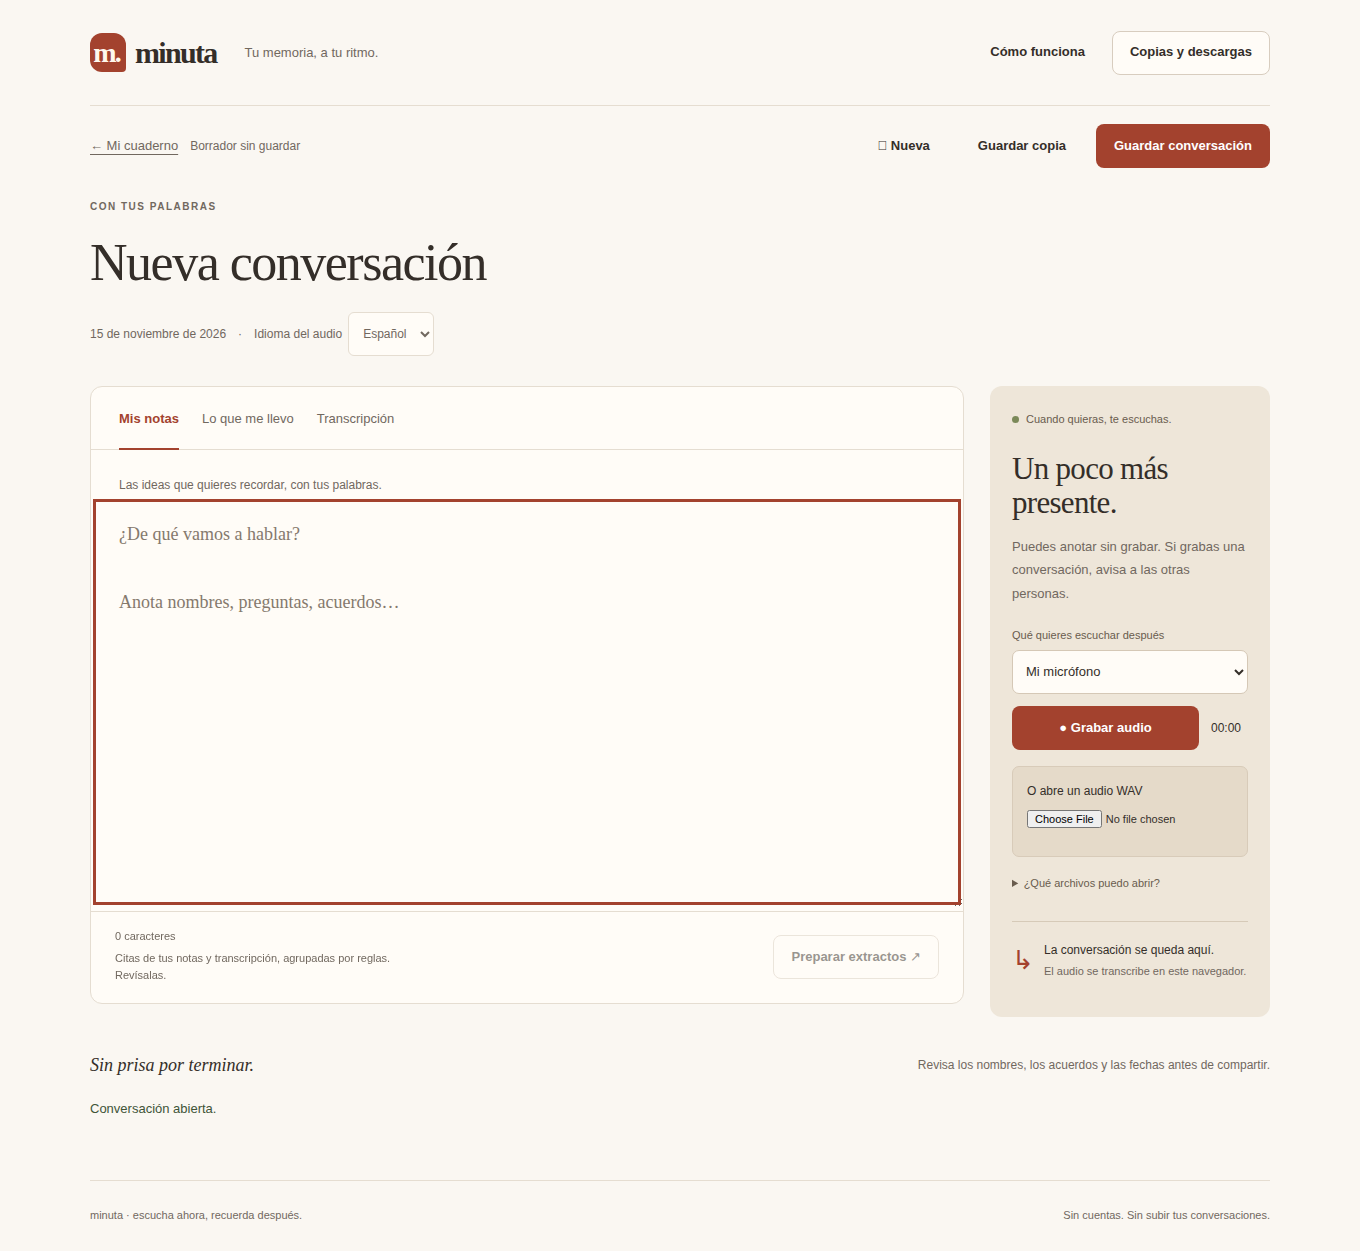 m. minuta Tu memoria, a tu ritmo. Cómo funciona Copias y descargas
← Mi cuaderno Borrador sin guardar Nueva Guardar copia Guardar conversación
CON TUS PALABRAS
Nueva conversación
15 de noviembre de 2026 · Idioma del audio Español
Mis notas Lo que me llevo Transcripción
Las ideas que quieres recordar, con tus palabras.
¿De qué vamos a hablar?
Anota nombres, preguntas, acuerdos…
0 caracteres
Citas de tus notas y transcripción, agrupadas por reglas.
Revísalas.
Preparar extractos ↗
Cuando quieras, te escuchas.
Un poco más
presente.
Puedes anotar sin grabar. Si grabas una
conversación, avisa a las otras
personas.
Qué quieres escuchar después
Mi micrófono
● Grabar audio 00:00
O abre un audio WAV
Choose File No file chosen
▶ ¿Qué archivos puedo abrir?
↳ La conversación se queda aquí.
El audio se transcribe en este navegador.
Sin prisa por terminar. Revisa los nombres, los acuerdos y las fechas antes de compartir.
Conversación abierta.
minuta · escucha ahora, recuerda después. Sin cuentas. Sin subir tus conversaciones.